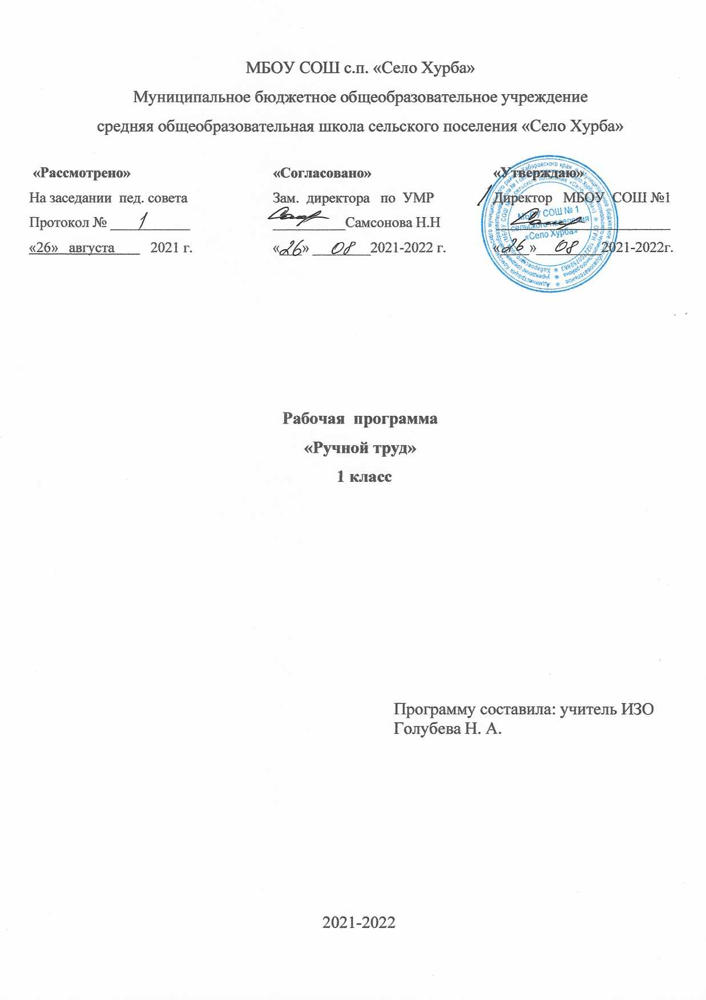 МБОУ СОШ с.п. «Село Хурба»
Муниципальное бюджетное общеобразовательное учреждение
средняя общеобразовательная школа сельского поселения «Село Хурба»
«Рассмотрено»
На заседании пед. совета
Протокол № 1
«26» августа 2021 г.
«Согласовано»
Зам. директора по УМР
Самсонова Н.Н
«26» 08 2021-2022 г.
«Утверждаю»
Директор МБОУ СОШ №1
«26» 08 2021-2022г.
МБОУ СОШ № 1
сельского поселения
«Село Хурба»
Рабочая программа
«Ручной труд»
1 класс
Программу составила: учитель ИЗО
Голубева Н. А.
2021-2022